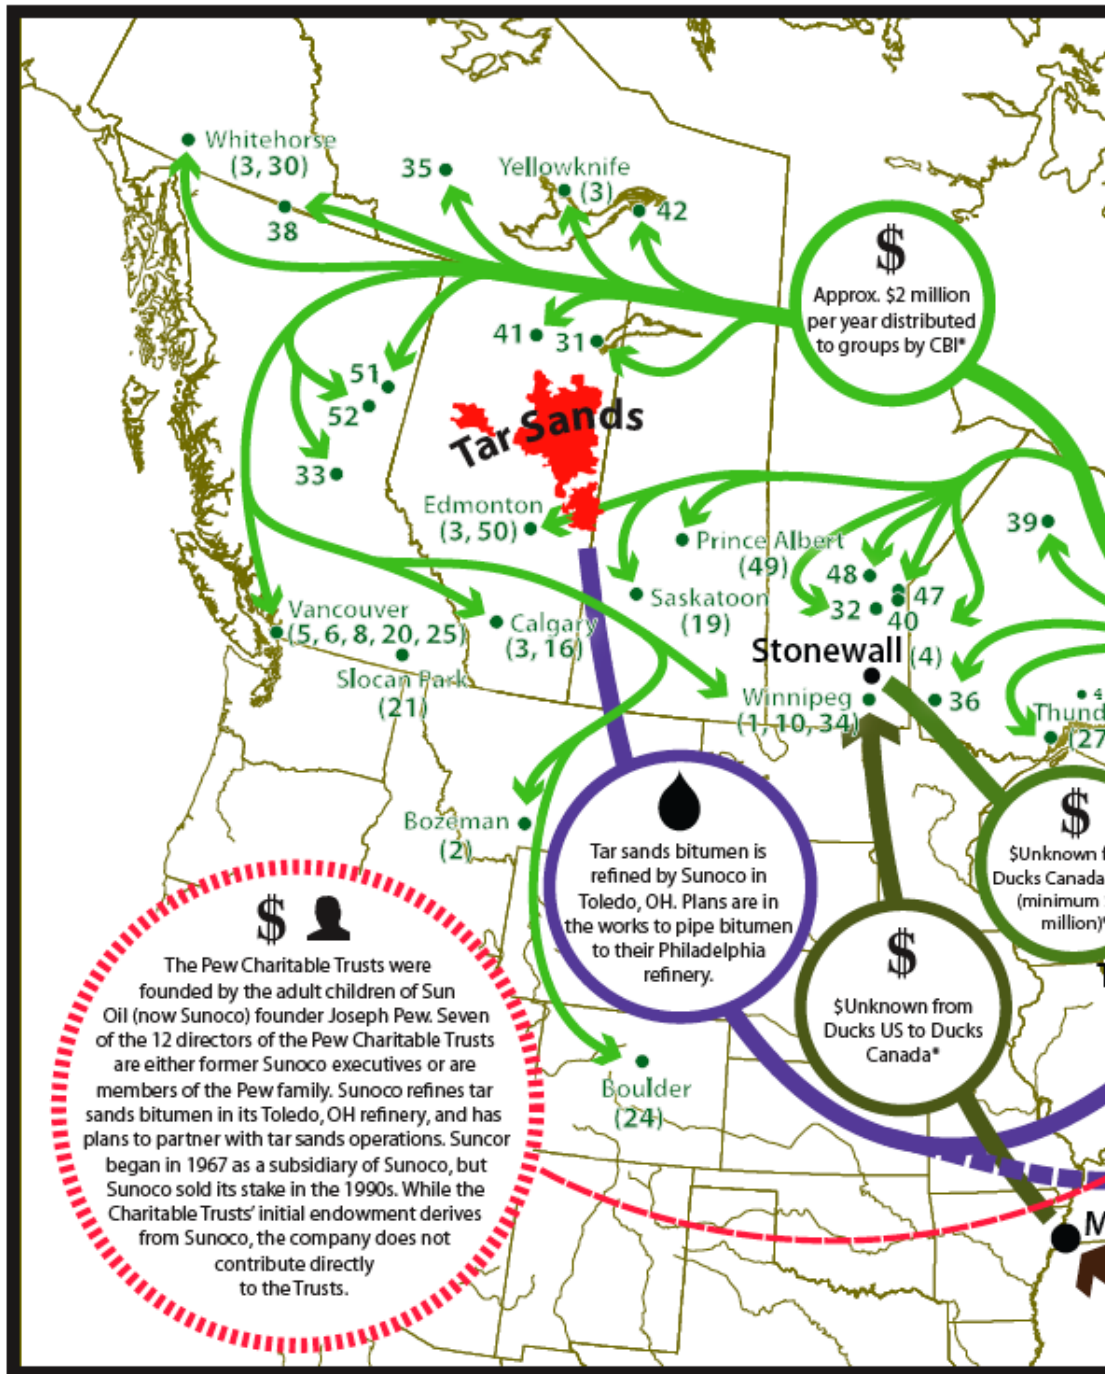 Whitehorse
(3, 30)
35
Yellowknife
(3)
42
38
$
Approx. $2 million
per year distributed
to groups by CBI*
41
31
51
52
Tar Sands
33
Edmonton
(3, 50)
39
Prince Albert
(49)
48
47
32
40
Saskatoon
(19)
Vancouver
(5, 6, 8, 20, 25)
Calgary
(3, 16)
Stonewall
(4)
Slocan Park
(21)
Winnipeg
(1, 10, 34)
36
4
Thund
(27
$
$Unknown f
Ducks Canada
(minimum
million)
Bozeman
(2)
Tar sands bitumen is
refined by Sunoco in
Toledo, OH. Plans are in
the works to pipe bitumen
to their Philadelphia
refinery.
$
$Unknown from
Ducks US to Ducks
Canada*
$
The Pew Charitable Trusts were
founded by the adult children of Sun
Oil (now Sunoco) founder Joseph Pew. Seven
of the 12 directors of the Pew Charitable Trusts
are either former Sunoco executives or are
members of the Pew family. Sunoco refines tar
sands bitumen in its Toledo, OH refinery, and has
plans to partner with tar sands operations. Suncor
began in 1967 as a subsidiary of Sunoco, but
Sunoco sold its stake in the 1990s. While the
Charitable Trusts' initial endowment derives
from Sunoco, the company does not
contribute directly
to the Trusts.
Boulder
(24)
M